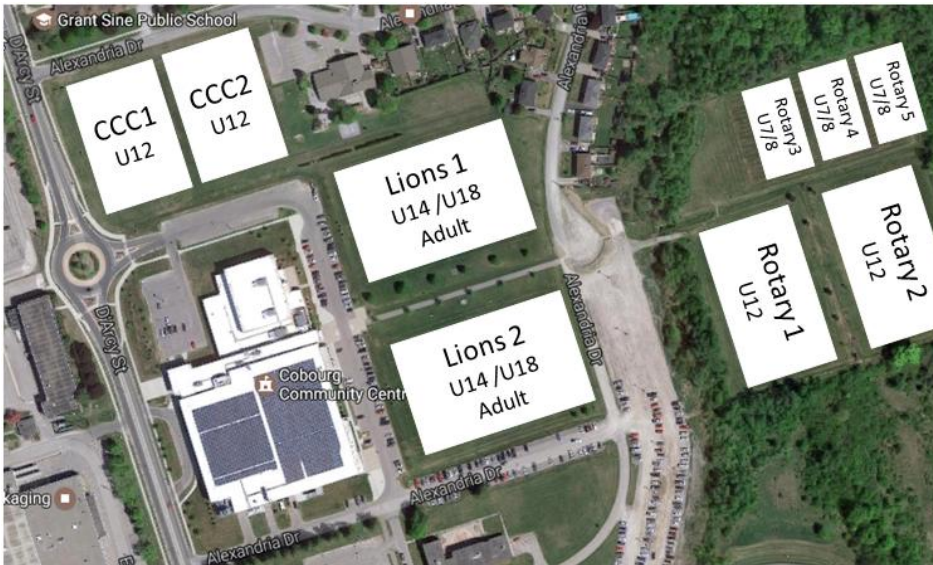 Grant Sine Public School
Alexandria Dr
D'Arcy St
CCC1
U12
CCC2
U12
Lions 1
U14 /U18
Adult
Alexandria
Rotary3
U7/8
Rotary 4
U7/8
Rotary 5
U7/8
Rotary 1
U12
Rotary 2
U12
D'Arcy St
Alexandria Dr
Lions 2
U14 /U18
Adult
Cobourg
Community Centr
Alexandria Dr
kaging
Alexandria Dr